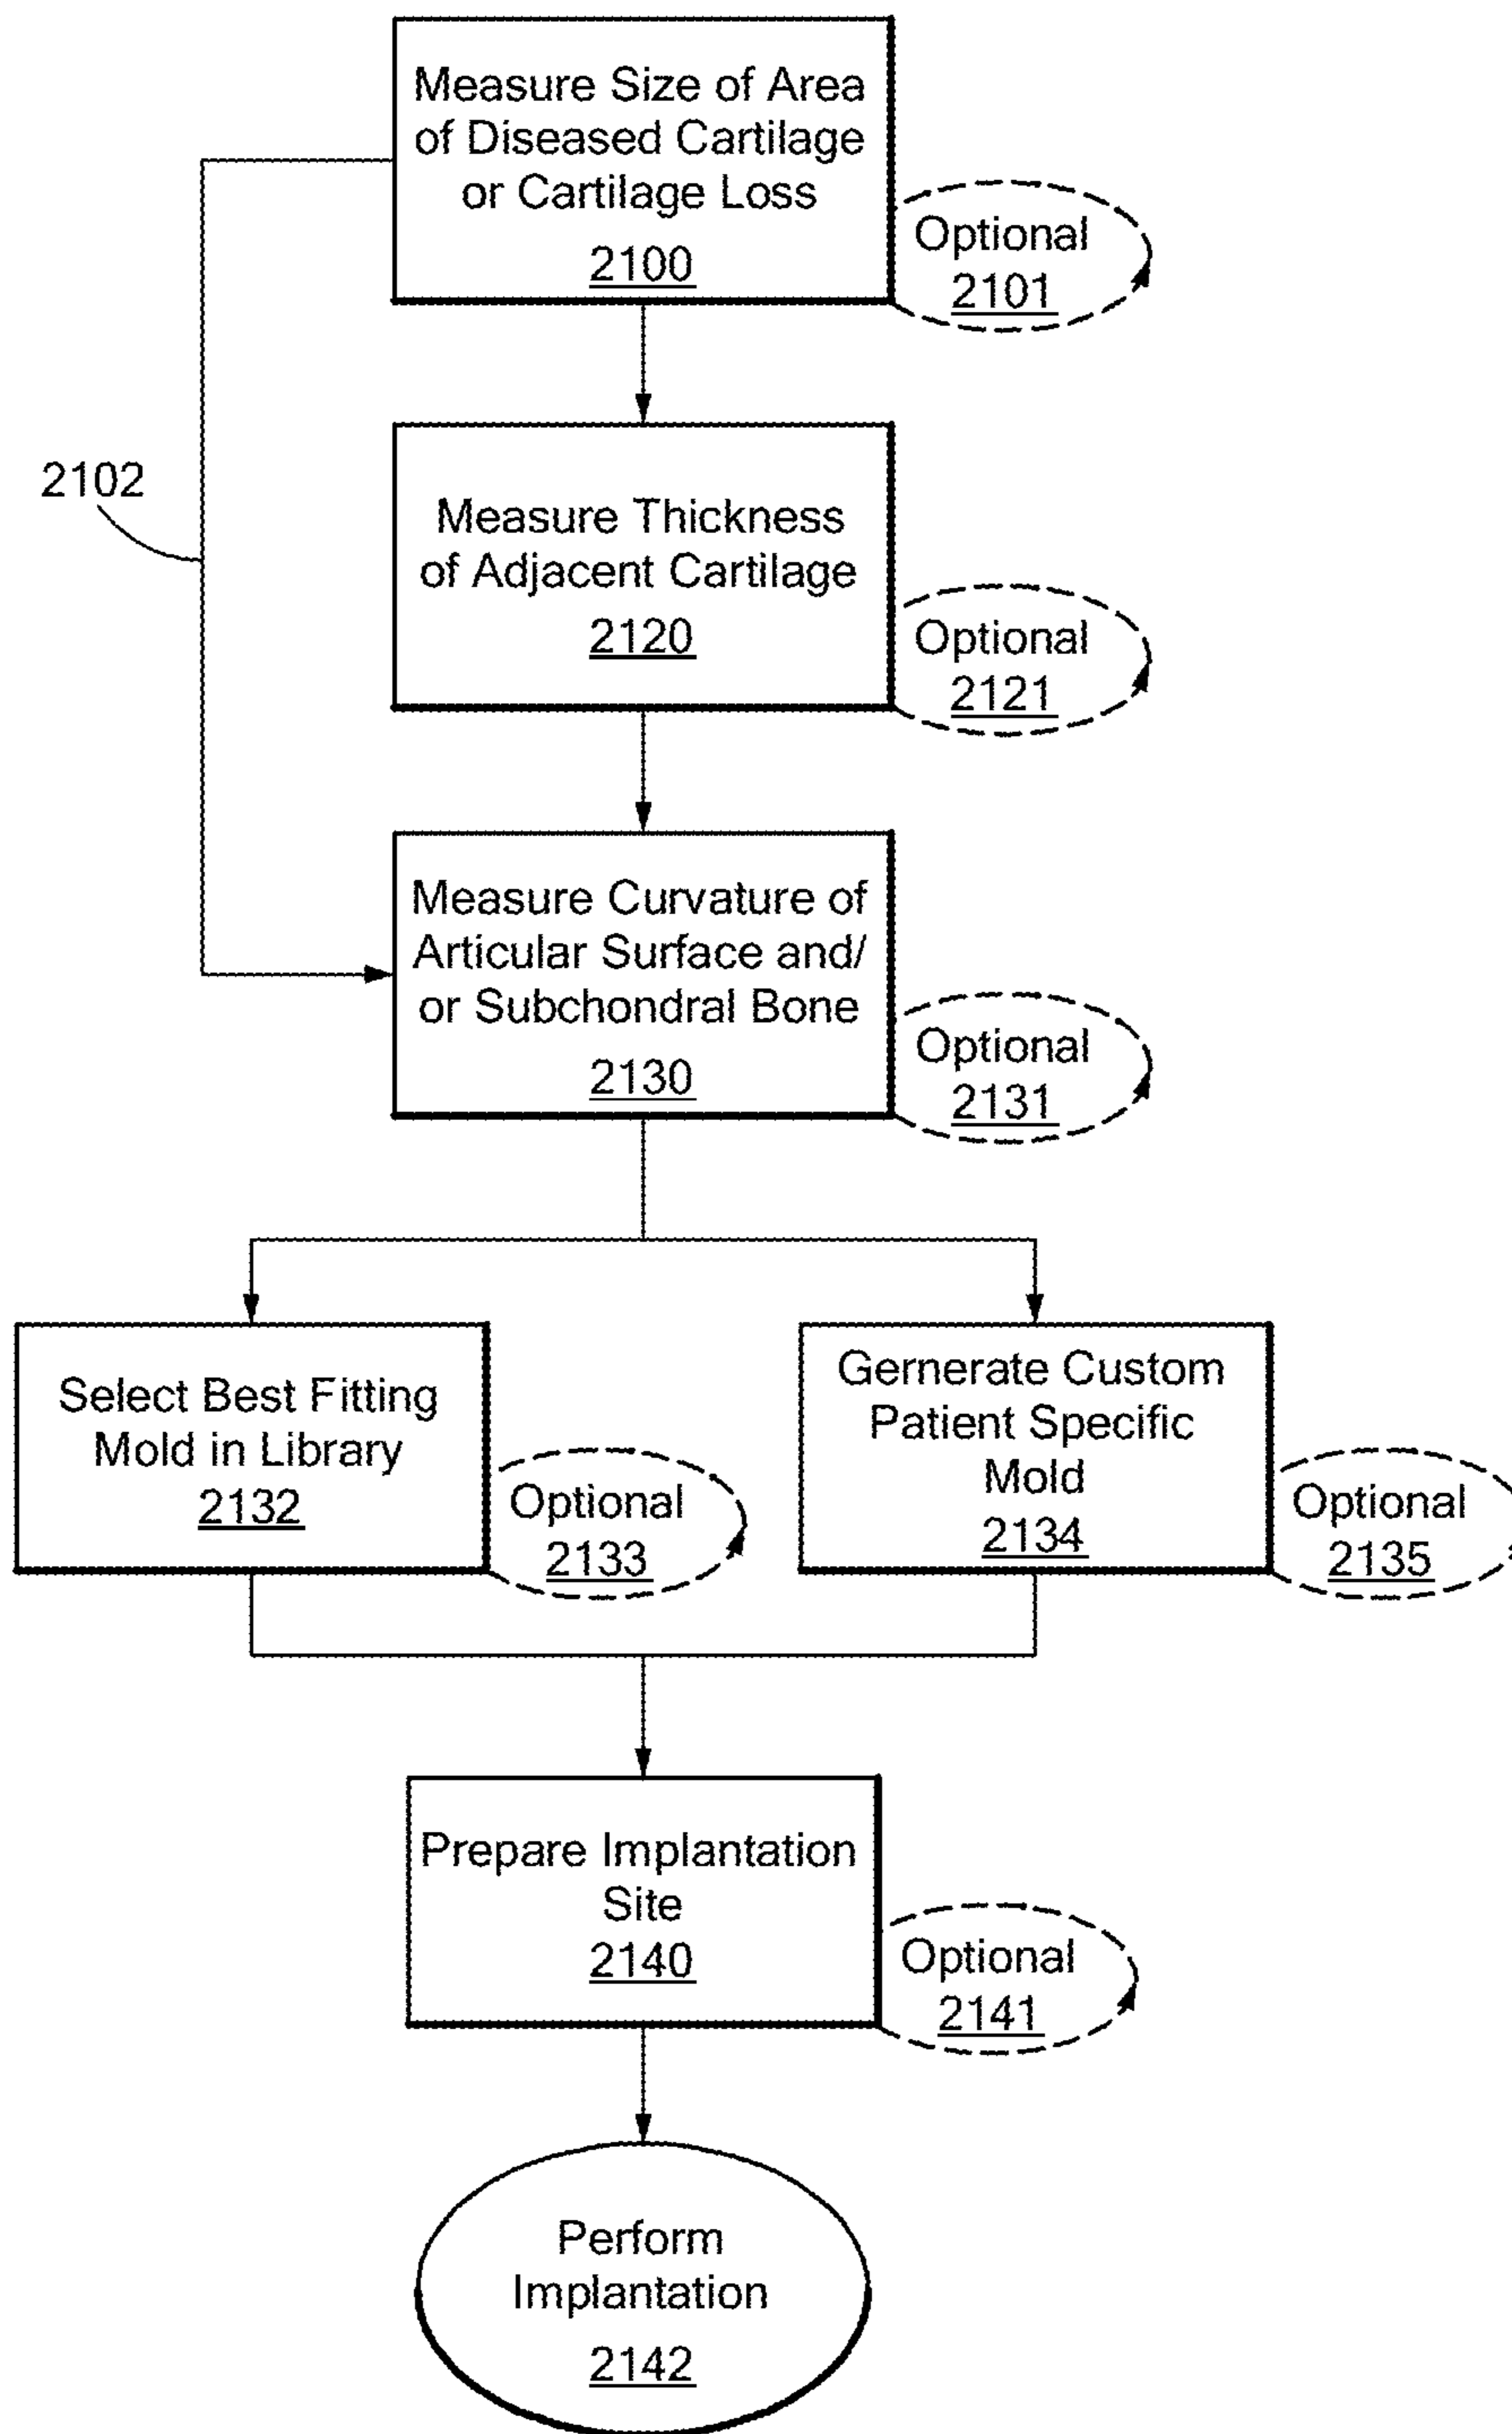 Measure Size of Area
of Diseased Cartilage
or Cartilage Loss
2100
Optional
2101
2102
Measure Thickness
of Adjacent Cartilage
2120
Optional
2121
Measure Curvature of
Articular Surface and/
or Subchondral Bone
2130
Optional
2131
Select Best Fitting
Mold in Library
2132
Optional
2133
Gernerate Custom
Patient Specific
Mold
2134
Optional
2135
Prepare Implantation
Site
2140
Optional
2141
Perform
Implantation
2142